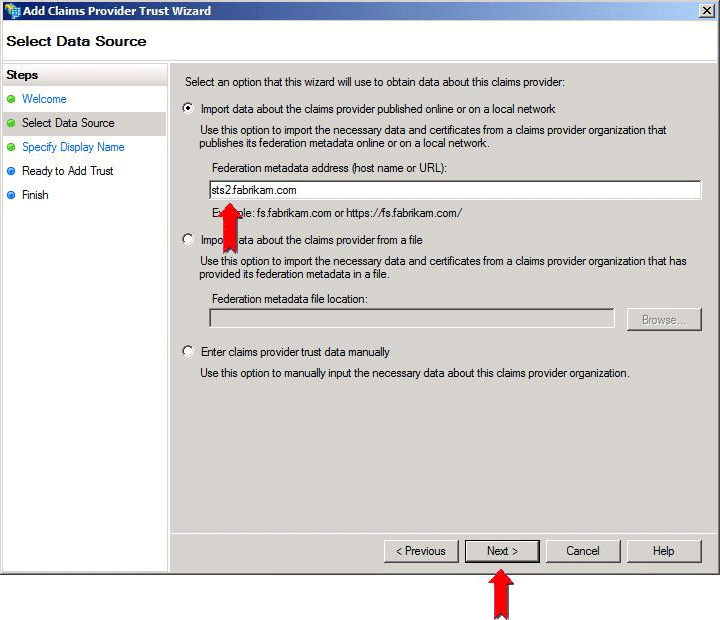 Add Claims Provider Trust Wizard
Select Data Source
Steps
Welcome
Select Data Source
Specify Display Name
Ready to Add Trust
Finish
Select an option that this wizard will use to obtain data about this claims provider:
Import data about the claims provider published online or on a local network
Use this option to import the necessary data and certificates from a claims provider organization that
publishes its federation metadata online or on a local network.
Federation metadata address (host name or URL):
sts2.fabrikam.com
fs.fabrikam.com or https://fs.fabrikam.com/
data about the claims provider from a file
Use this option to import the necessary data and certificates from a claims provider organization that has
provided its federation metadata in a file.
Federation metadata file location:
Browse...
Enter claims provider trust data manually
Use this option to manually input the necessary data about this claims provider organization.
< Previous
Next >
Cancel
Help